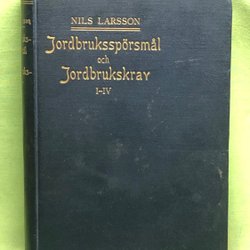 NILS LARSSON
Jordbruksspörsmål
och
Jordbrukskrav
I-IV